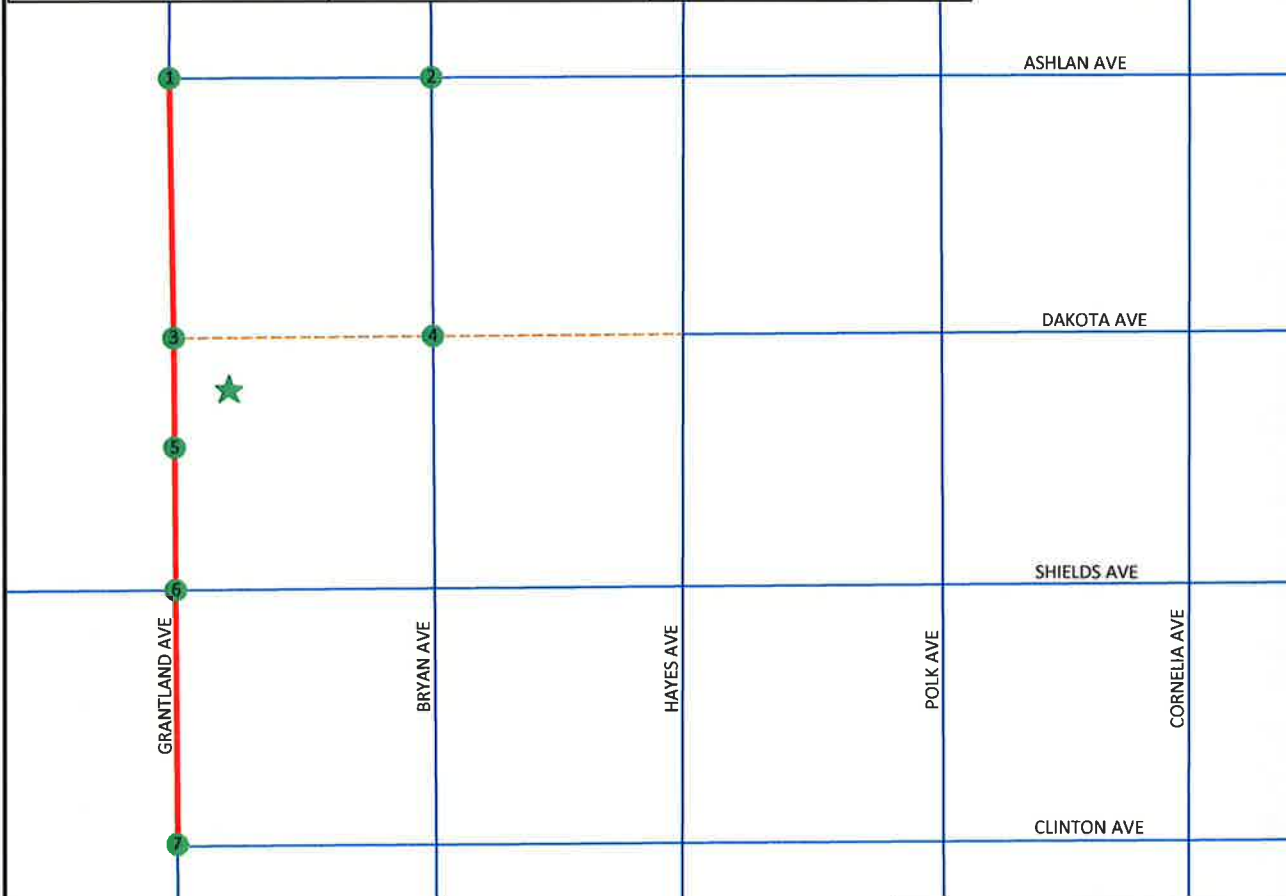 ASHLAN AVE
1
2
DAKOTA AVE
3
4
5
SHIELDS AVE
6
GRANTLAND AVE
BRYAN AVE
HAYES AVE
POLK AVE
CORNELIA AVE
CLINTON AVE
7